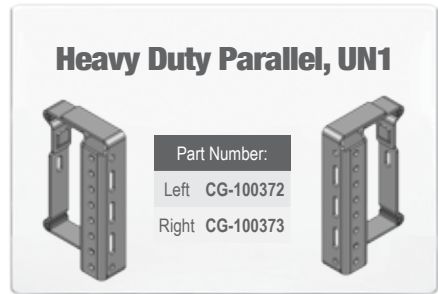 Heavy Duty Parallel, UN1
Part Number:
Left CG-100372
Right CG-100373